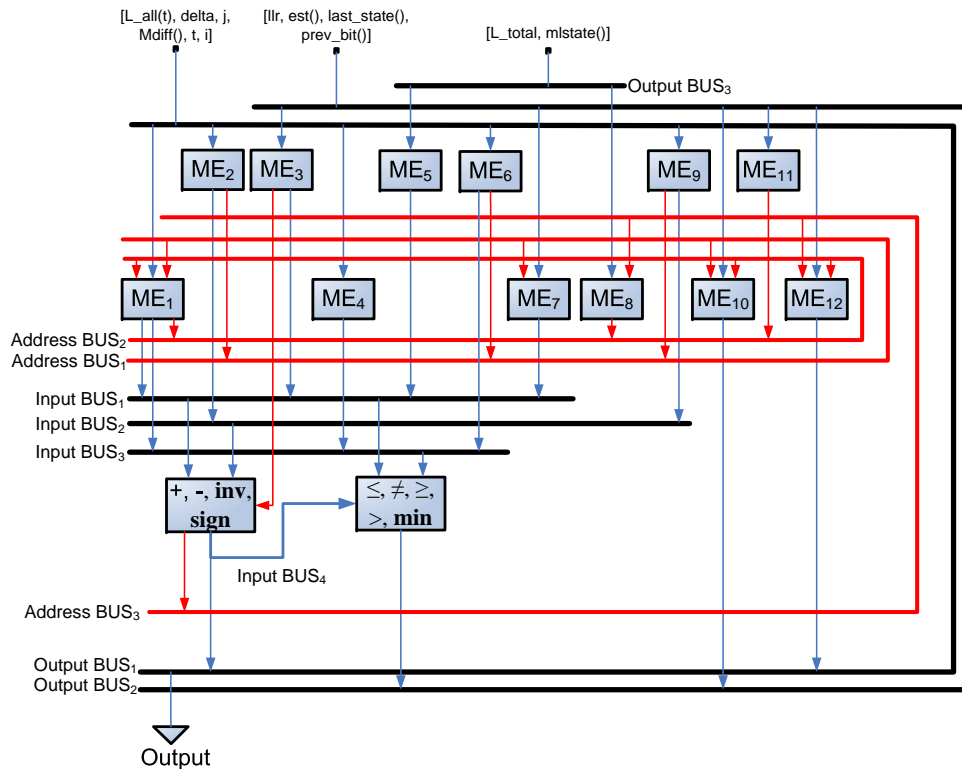 [L_all(t), delta, j,
Mdiff(), t, i]
[llr, est(), last_state(),
prev_bit()]
[L_total, mlstate()]
Output BUS₃
ME₂
ME₃
ME₅
ME₆
ME₉
ME₁₁
ME₁
ME₄
ME₇
ME₈
ME₁₀
ME₁₂
Address BUS₂
Address BUS₁
Input BUS₁
Input BUS₂
Input BUS₃
+, -, inv,
sign
≤, ≠, ≥,
>, min
Input BUS₄
Address BUS₃
Output BUS₁
Output BUS₂
Output